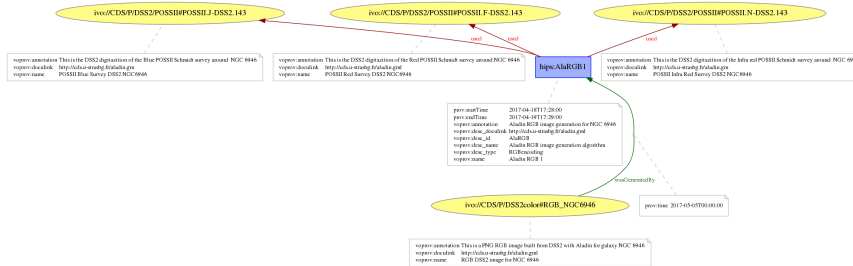 ivo://CDS/P/DSS2/POSSII#POSSII.J-DSS2.143
ivo://CDS/P/DSS2/POSSII#POSSII.F-DSS2.143
ivo://CDS/P/DSS2/POSSII#POSSII.N-DSS2.143
used
used
used
voprov:annotation This is the DSS2 digitization of the Blue POSSII Schmidt survey around NGC 6946
voprov:doculink http://cds.u-strasbg.fr/aladin.gm
voprov:name POSSII Blue Survey DSS2 NGC6946
voprov:annotation This is the DSS2 digitization of the Red POSSII Schmidt survey around NGC 6946
voprov:doculink http://cds.u-strasbg.fr/aladin.gml
voprov:name POSSII Red Survey DSS2 NGC6946
hips:AlaRGB1
voprov:annotation This is the DSS2 digitization of the Infra red POSSII Schmidt survey around NGC 69
voprov:doculink http://cds.u-strasbg.fr/aladin.gml
voprov:name POSSII Infra Red Survey DSS2 NGC6946
prov:startTime 2017-04-18T17:28:00
prov:endTime 2017-04-19T17:29:00
voprov:annotation Aladin RGB image generation for NGC 6946
voprov:desc_doculink http://cds.u-strasbg.fr/aladin.gml
voprov:desc_id AlaRGB
voprov:desc_name Aladin RGB image generation algorithm
voprov:desc_type RGBencoding
voprov:name Aladin RGB 1
wasGeneratedBy
ivo://CDS/P/DSS2color#RGB_NGC6946
prov:time 2017-05-05T00:00:00
voprov:annotation This is a PNG RGB image built from DSS2 with Aladin for galaxy NGC 6946
voprov:doculink http://cds.u-strasbg.fr/aladin.gml
voprov:name RGB DSS2 image for NGC 6946